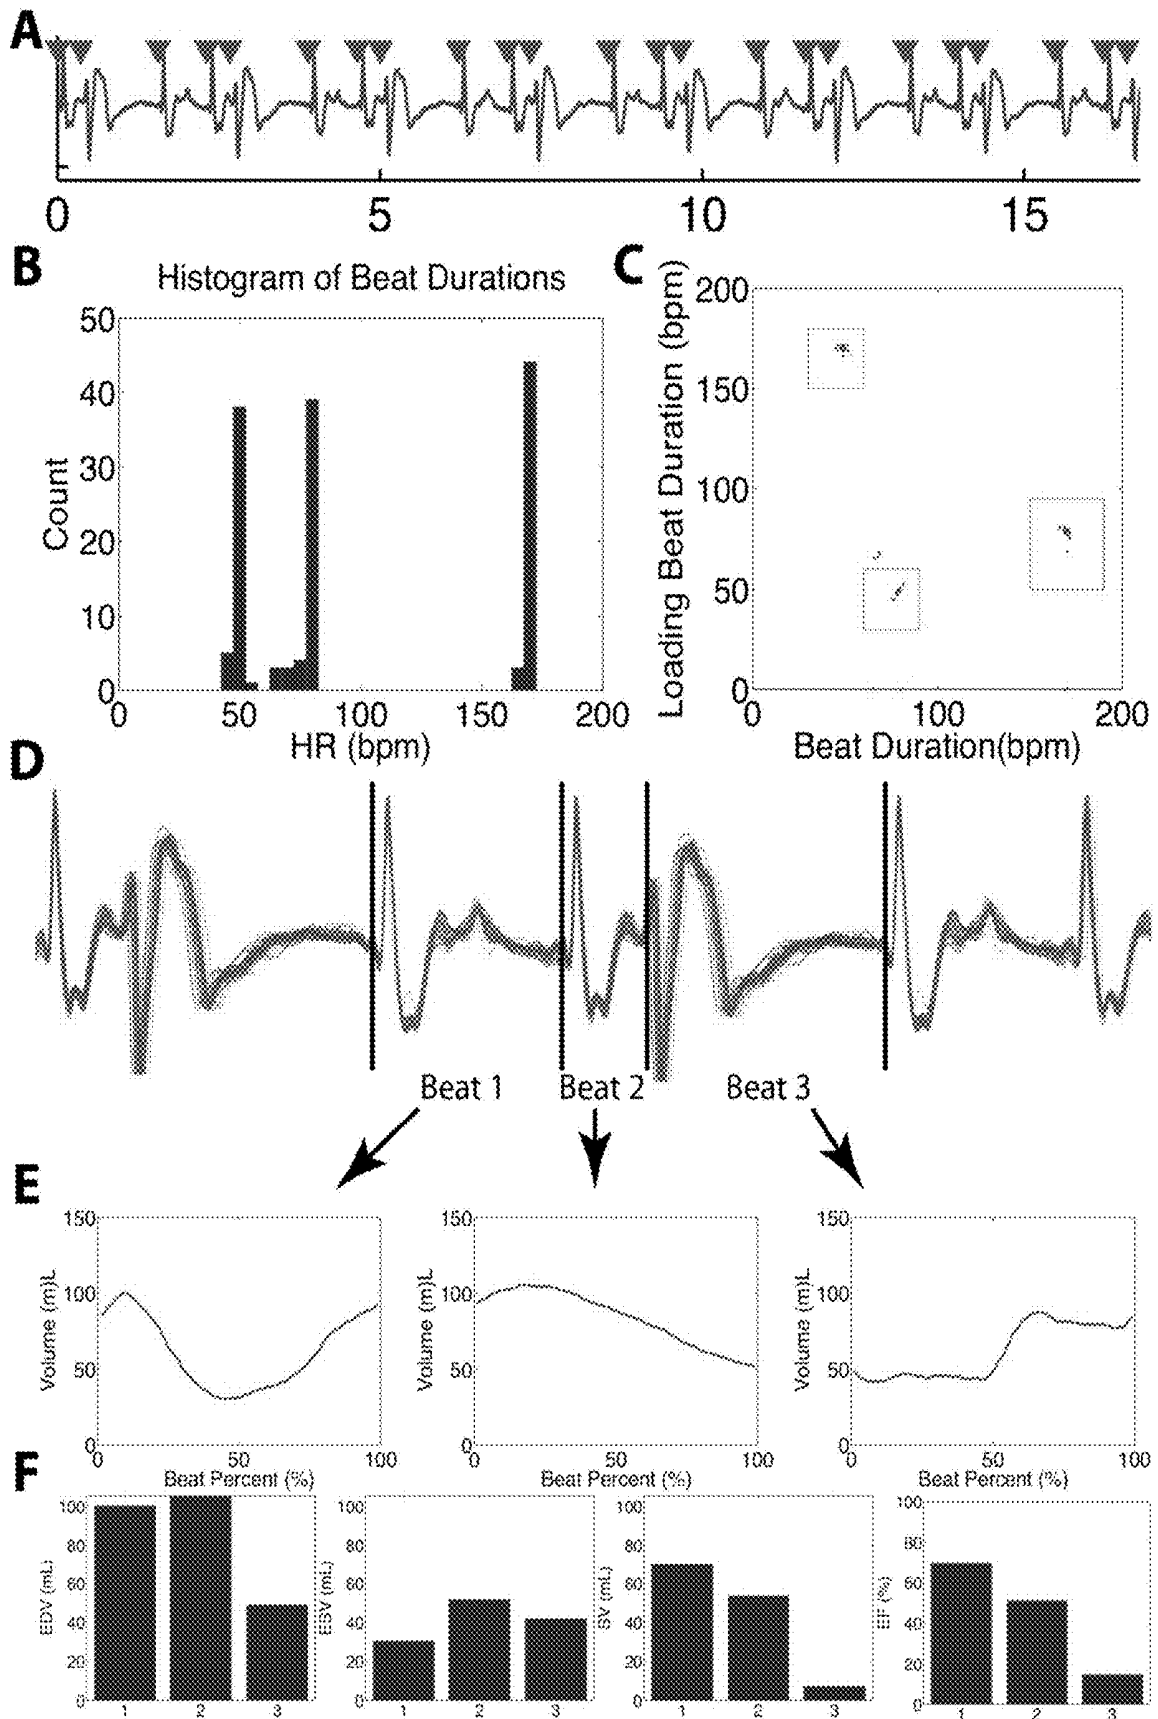 A
0 5 10 15
B
Histogram of Beat Durations
50
40
30
20
10
0
Count
0 50 100 150 200
HR (bpm)
C
200
150
100
50
0
Loading Beat Duration (bpm)
0 100 200
Beat Duration(bpm)
D
Beat 1 Beat 2 Beat 3
E
150
100
50
0
Volume (m)L
0 50 100
Beat Percent (%)
150
100
50
0
Volume (m)L
0 50 100
Beat Percent (%)
150
100
50
0
Volume (m)L
0 50 100
Beat Percent (%)
F
100
80
60
40
20
0
EDV (mL)
1 2 3
100
80
60
40
20
0
ESV (mL)
1 2 3
100
80
60
40
20
0
SV (mL)
1 2 3
100
80
60
40
20
0
EF (%)
1 2 3